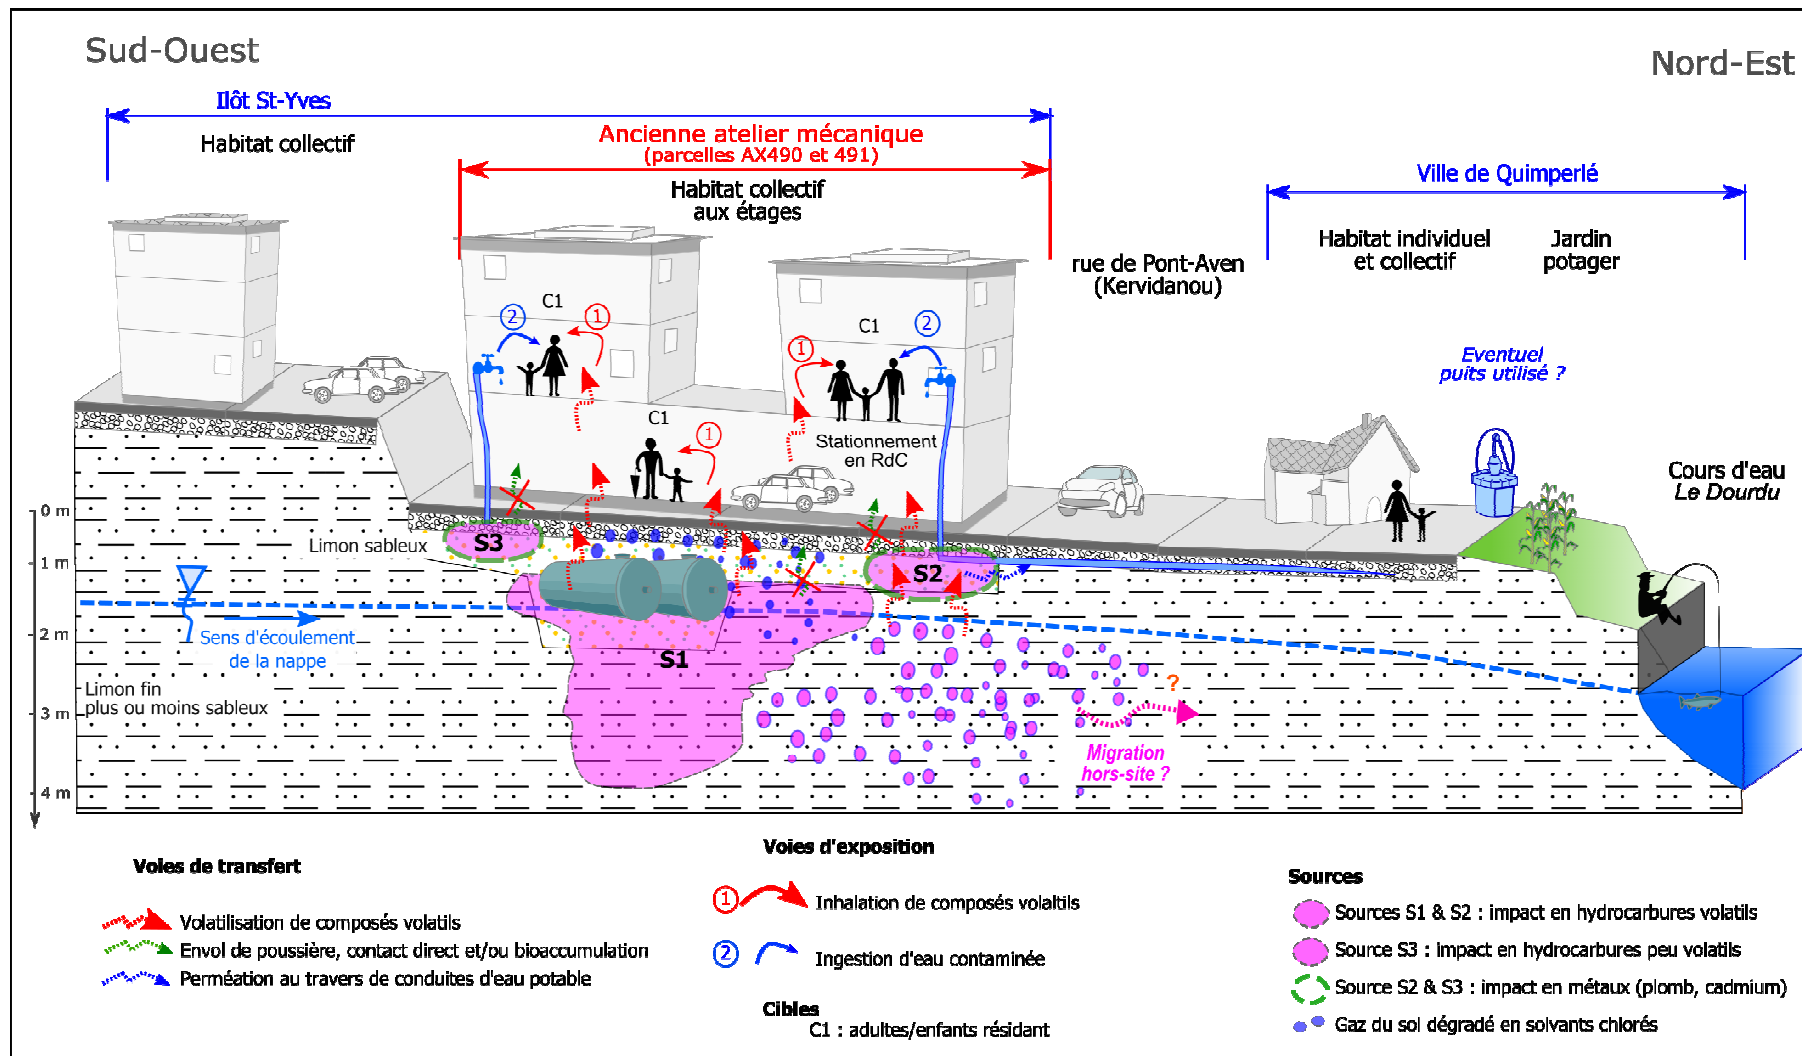 Sud-Ouest
Nord-Est
Ilôt St-Yves
Habitat collectif
Ancienne atelier mécanique
(parcelles AX490 et 491)
Habitat collectif
aux étages
Ville de Quimperlé
Habitat individuel
et collectif
Jardin
potager
rue de Pont-Aven
(Kervidanou)
C1
2
1
C1
1
2
Eventuel
puits utilisé ?
C1
1
Stationnement
en RdC
Cours d'eau
Le Dourdu
0 m
1 m
2 m
3 m
4 m
Limon sableux
S3
S2
S1
Sens d'écoulement
de la nappe
Limon fin
plus ou moins sableux
?
Migration
hors-site ?
Voies de transfert
Volatilisation de composés volatils
Envol de poussière, contact direct et/ou bioaccumulation
Perméation au travers de conduites d'eau potable
Voies d'exposition
1
Inhalation de composés volaltils
2
Ingestion d'eau contaminée
Cibles
C1 : adultes/enfants résidant
Sources
Sources S1 & S2 : impact en hydrocarbures volatils
Source S3 : impact en hydrocarbures peu volatils
Source S2 & S3 : impact en métaux (plomb, cadmium)
Gaz du sol dégradé en solvants chlorés